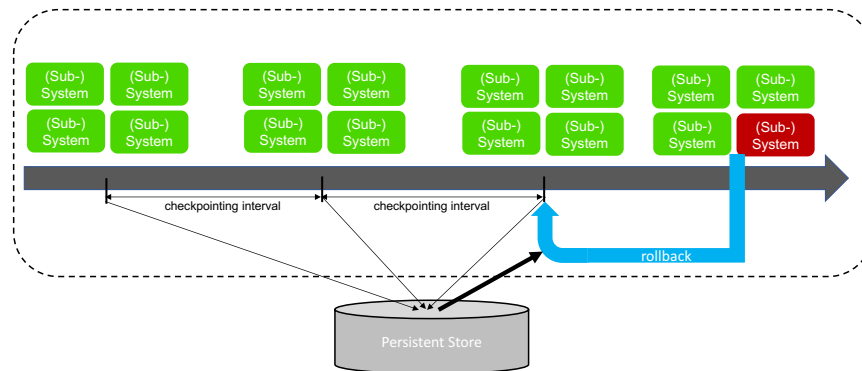 (Sub-)
System
(Sub-)
System
(Sub-)
System
(Sub-)
System
(Sub-)
System
(Sub-)
System
(Sub-)
System
(Sub-)
System
(Sub-)
System
(Sub-)
System
(Sub-)
System
(Sub-)
System
(Sub-)
System
(Sub-)
System
(Sub-)
System
(Sub-)
System
checkpointing interval
checkpointing interval
rollback
Persistent Store